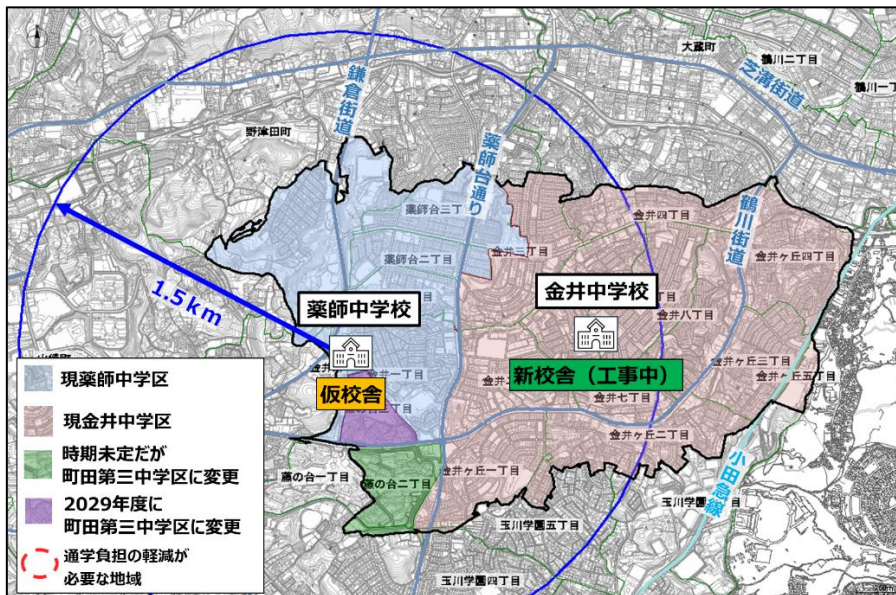 大蔵町
鶴川二丁目
鶴川一丁
芝溝街道
鎌倉街道
野津田町
薬師台通り
鶴川街道
薬師台三丁
金井四丁目
金井三丁目
薬師台二丁目
金井ヶ丘四丁目
1.5km
薬師中学校
金井中学校
金井八丁目
金井一丁目
金井ヶ丘三丁目
金井ヶ丘五丁目
仮校舎
新校舎（工事中）
金井七丁目
金井ヶ丘二丁目
金井ヶ丘一丁目
藤の台一丁目
藤の台二丁目
小田急線
玉川学園五丁目
玉川学園四丁目
現薬師中学区
現金井中学区
時期未定だが
町田第三中学区に変更
2029年度に
町田第三中学区に変更
通学負担の軽減が
必要な地域